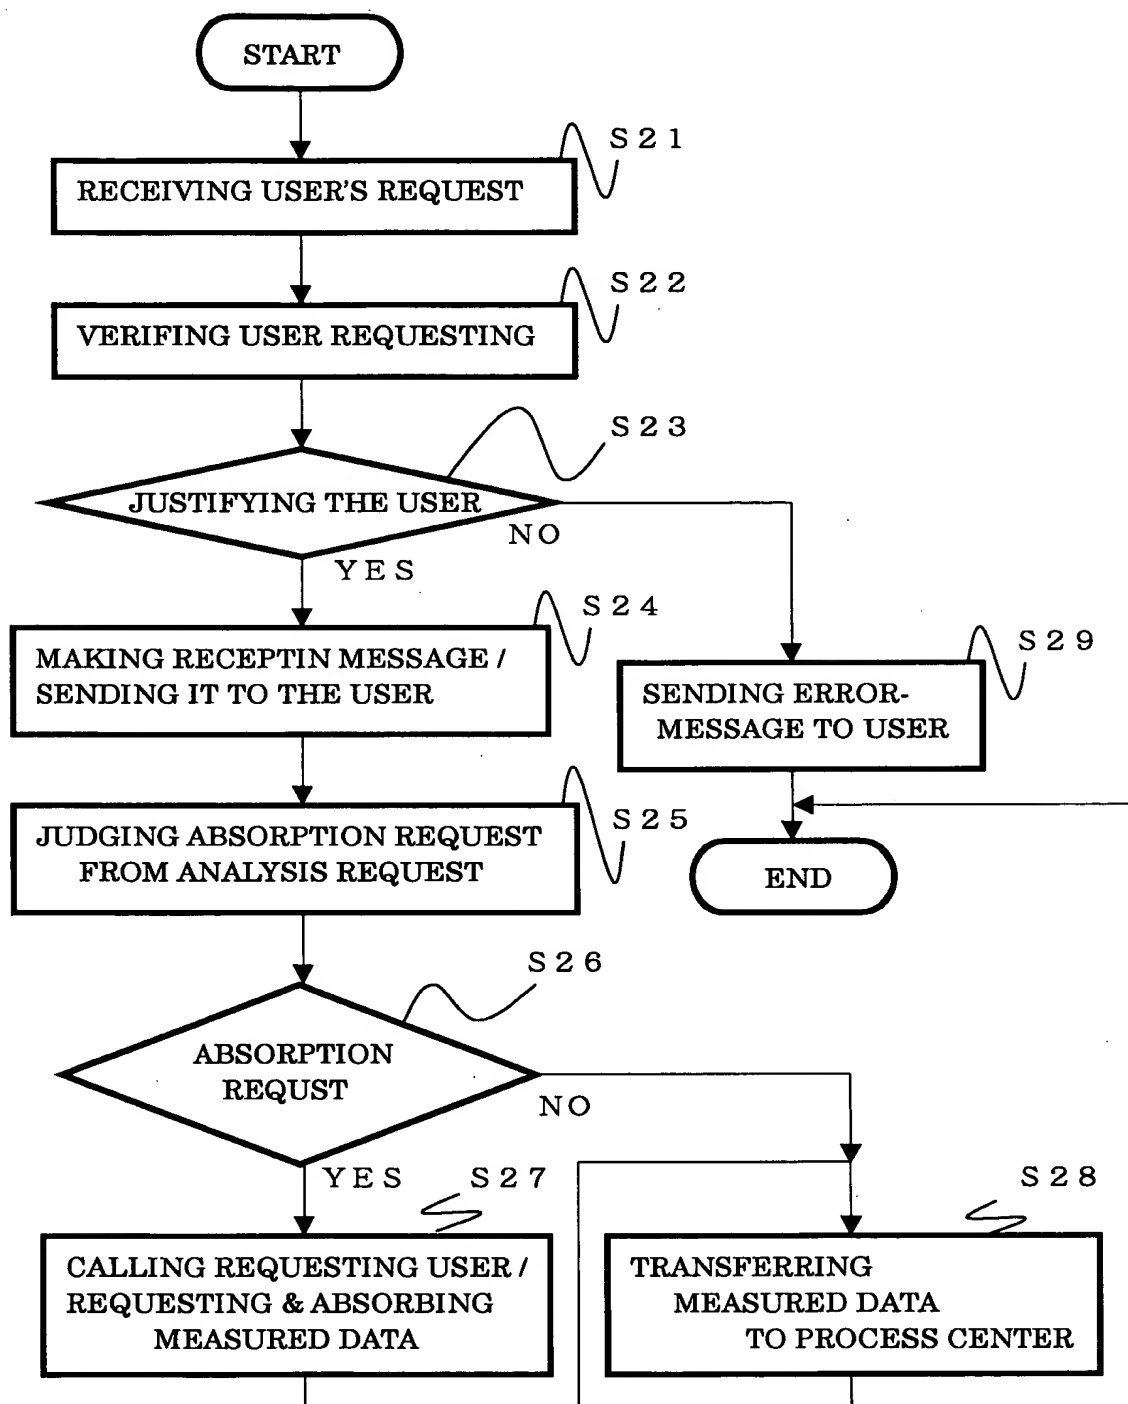 START
S21
RECEIVING USER'S REQUEST
S22
VERIFING USER REQUESTING
S23
JUSTIFYING THE USER
NO
YES
S24
MAKING RECEPTIN MESSAGE /
SENDING IT TO THE USER
S29
SENDING ERROR-
MESSAGE TO USER
S25
JUDGING ABSORPTION REQUEST
FROM ANALYSIS REQUEST
END
S26
ABSORPTION
REQUST
NO
YES
S27
CALLING REQUESTING USER /
REQUESTING & ABSORBING
MEASURED DATA
S28
TRANSFERRING
MEASURED DATA
TO PROCESS CENTER